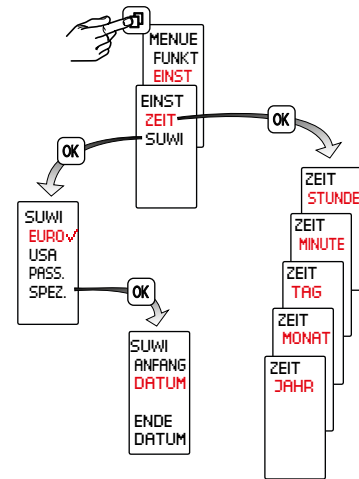 MENUE
FUNKT
EINST
EINST
ZEIT
SUWI
OK
OK
SUWI
EURO✓
USA
PASS.
SPEZ.
OK
SUWI
ANFANG
DATUM
ENDE
DATUM
ZEIT
STUNDE
ZEIT
MINUTE
ZEIT
TAG
ZEIT
MONAT
ZEIT
JAHR